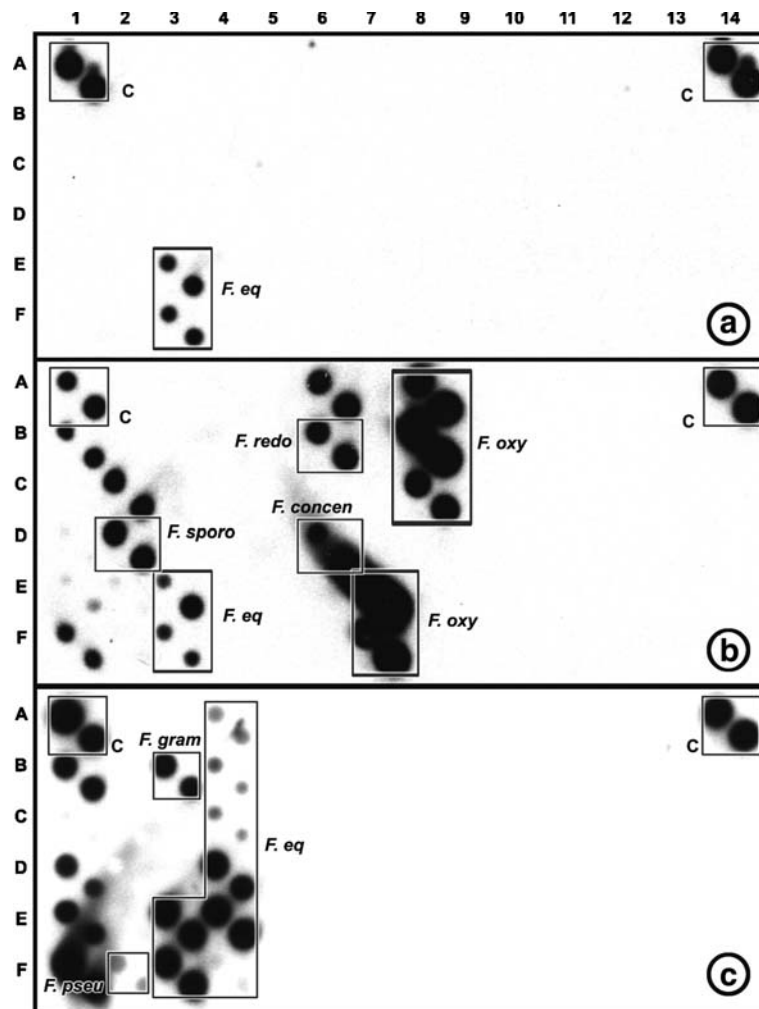 1 2 3 4 5 6 7 8 9 10 11 12 13 14
A
C C
B
C
D
E
F. eq
F
a
A
C C
B
F. redo F. oxy
C
F. concen
D
F. sporo
E
F. eq F. oxy
F
b
A
C F. gram C
B
C
F. eq
D
E
F
F. pseu
c